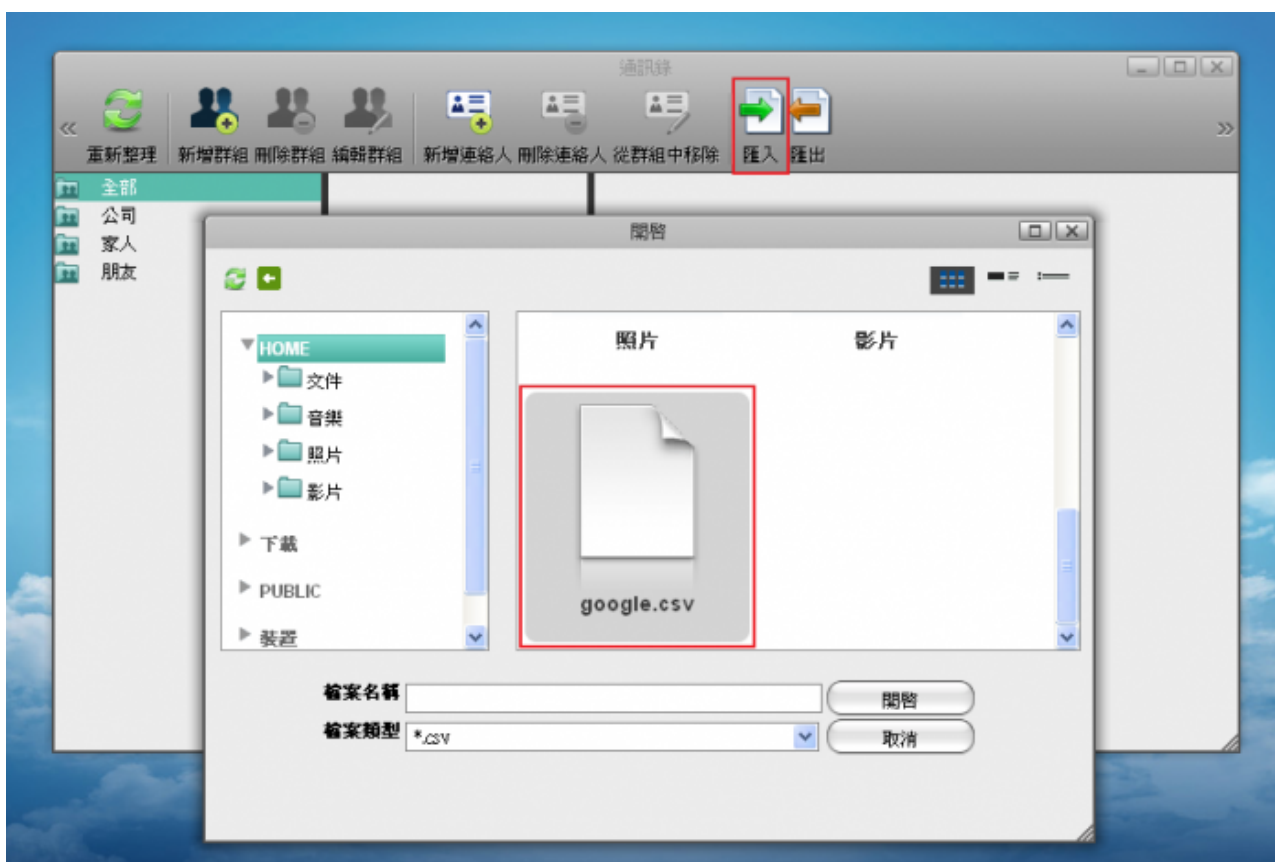 通訊錄
重新整理 新增群組 刪除群組 編輯群組 新增連絡人 刪除連絡人 從群組中移除 匯入 匯出
全部
公司
家人
朋友
開啓
HOME
文件
音樂
照片
影片
下載
PUBLIC
裝置
照片 影片
google.csv
檔案名稱
開啓
檔案類型 *.csv
取消